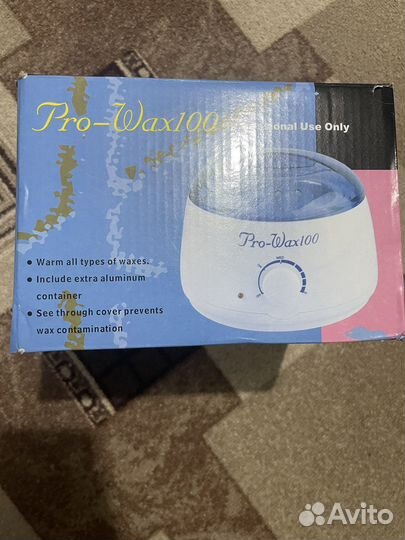 Pro-Wax100
Use Only
Pro-Wax100
MED
• Warm all types of waxes.
• Include extra aluminum
container
• See through cover prevents
wax contamination
Avito